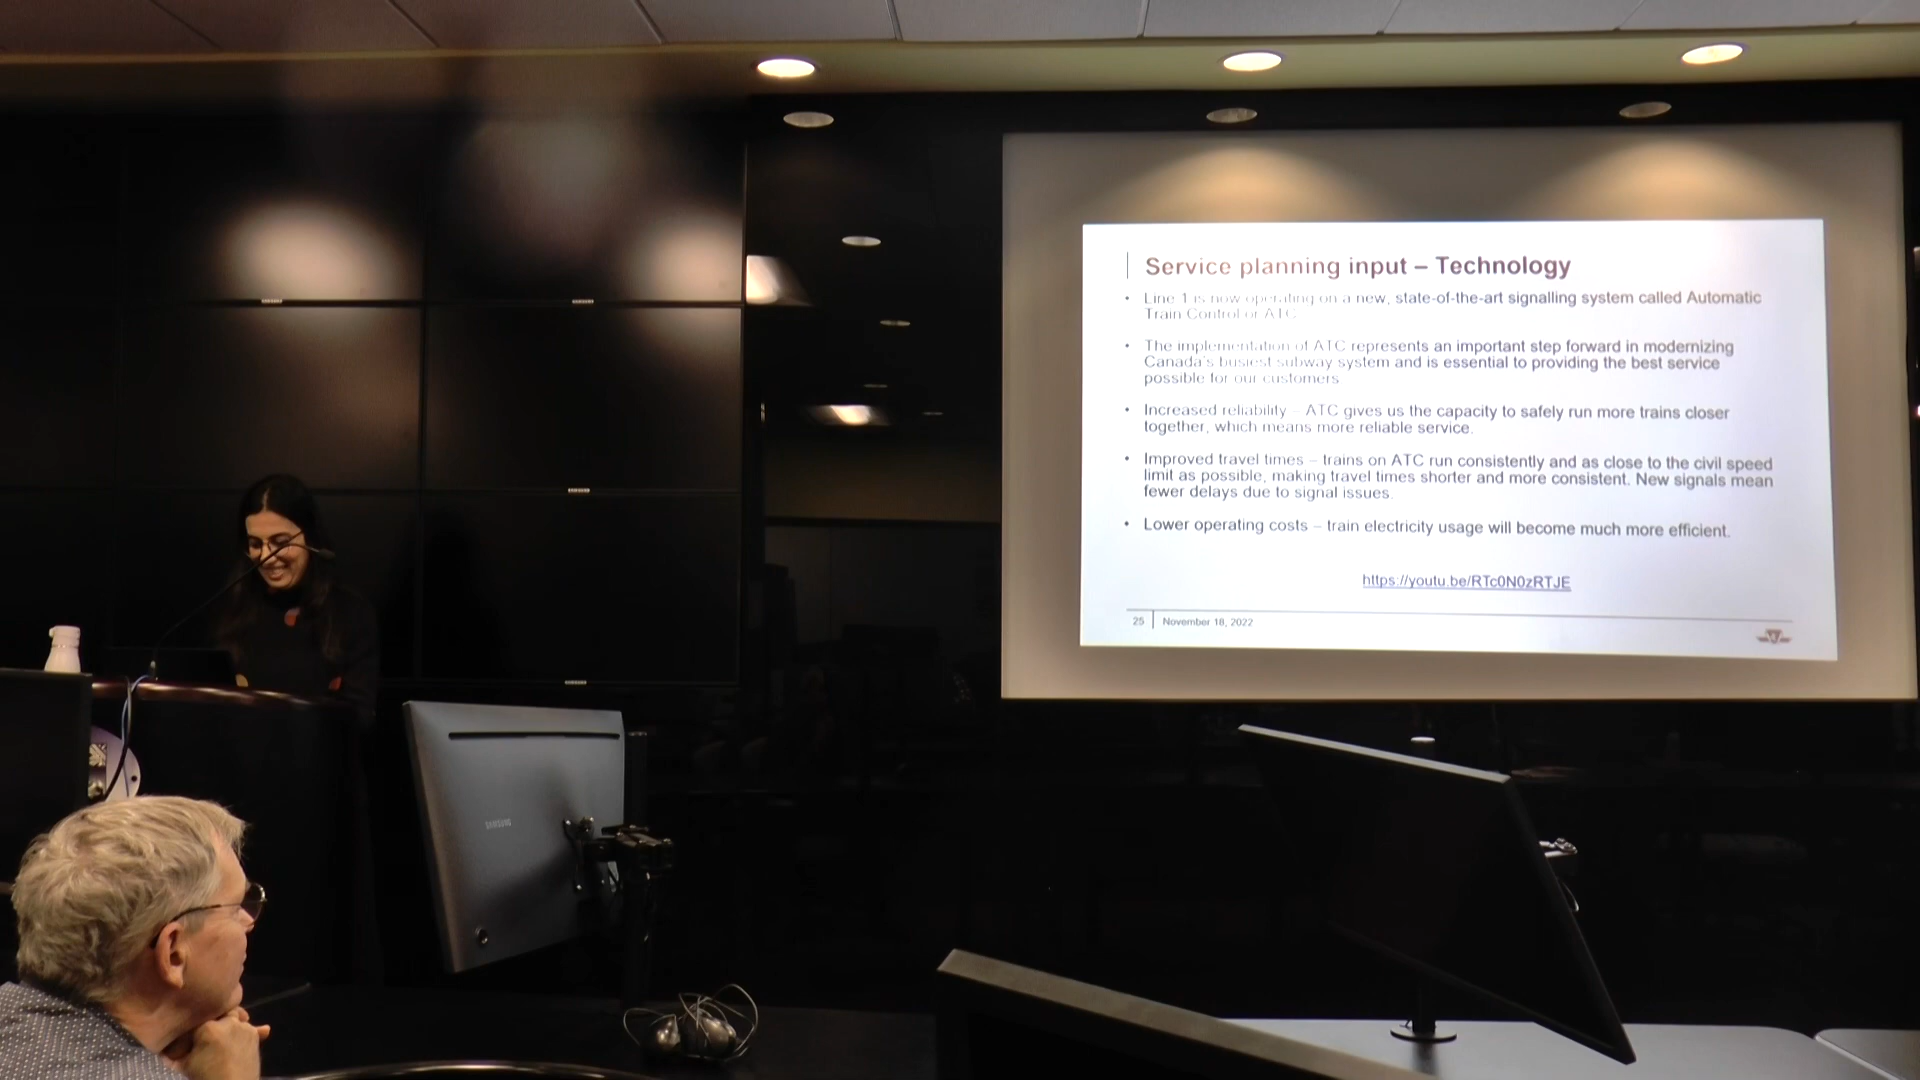 Service planning input – Technology
• Line 1 is now operating on a new, state-of-the-art signalling system called Automatic
Train Control or ATC.
• The implementation of ATC represents an important step forward in modernizing
Canada's busiest subway system and is essential to providing the best service
possible for our customers
• Increased reliability – ATC gives us the capacity to safely run more trains closer
together, which means more reliable service.
• Improved travel times – trains on ATC run consistently and as close to the civil speed
limit as possible, making travel times shorter and more consistent. New signals mean
fewer delays due to signal issues.
• Lower operating costs – train electricity usage will become much more efficient.
https://youtu.be/RTc0N0zRTJE
25 November 18, 2022
SAMSUNG